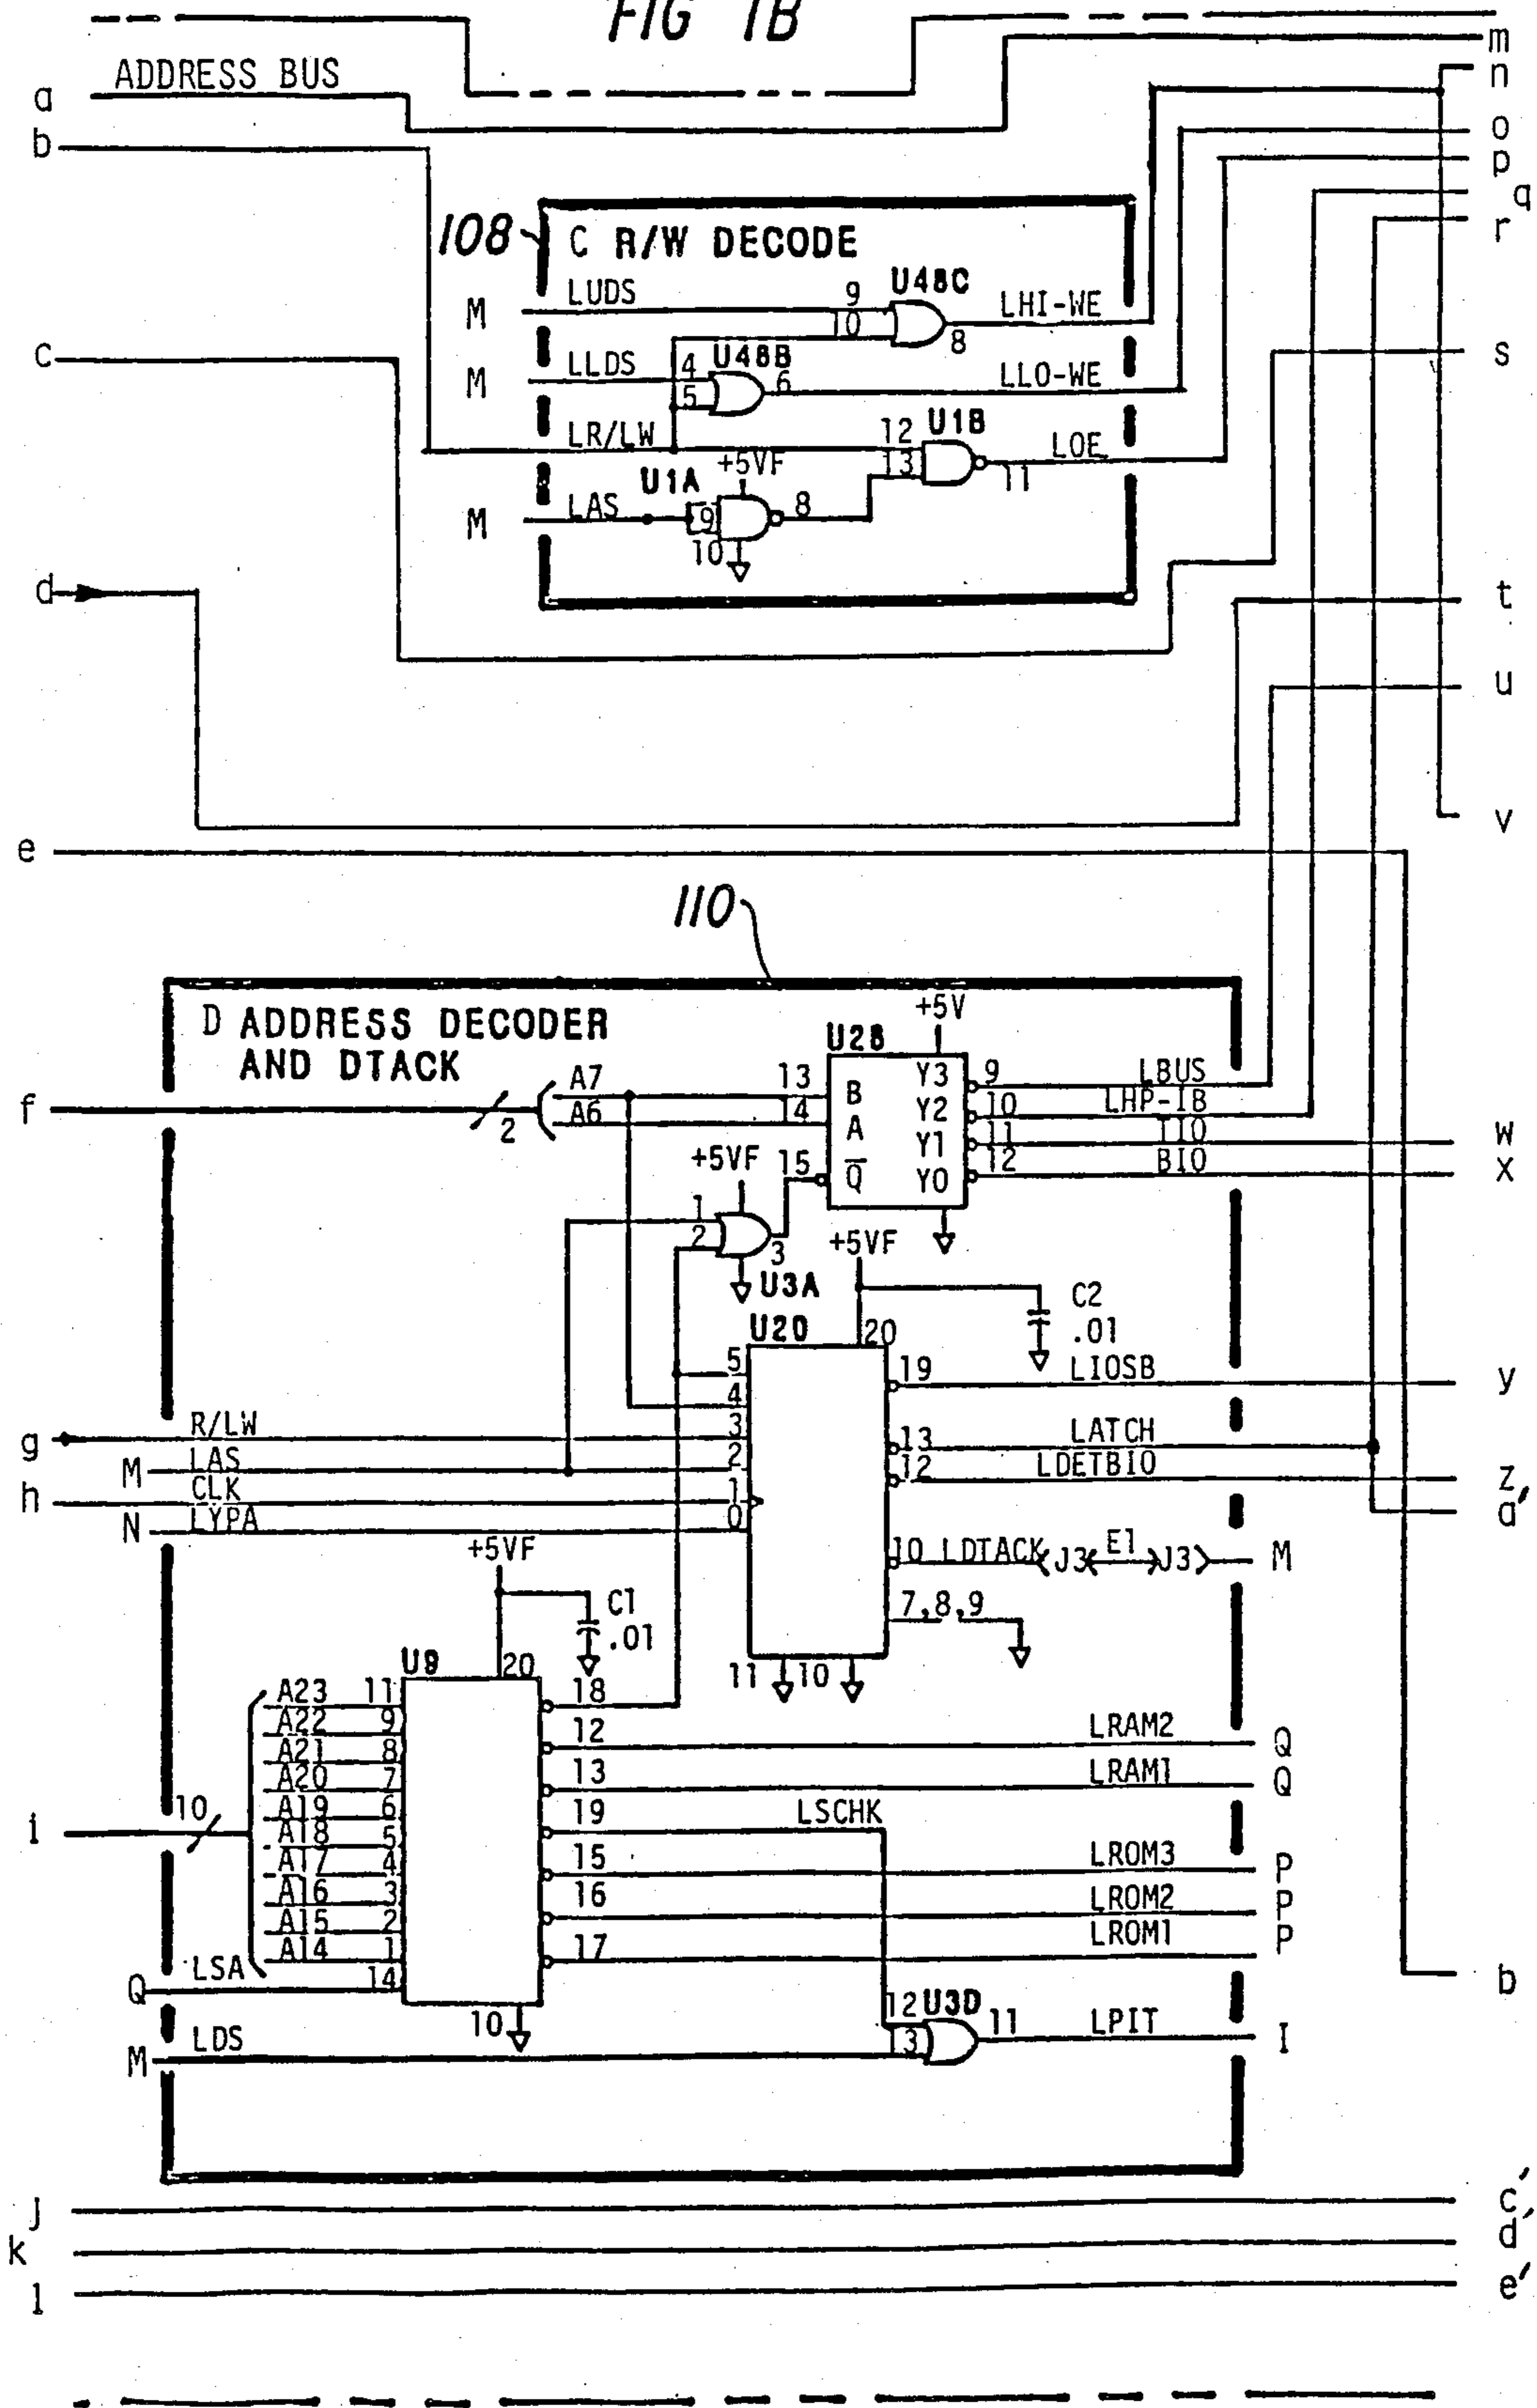 FIG 1B
m
n
ADDRESS BUS
a
o
b
p
q
r
108
C R/W DECODE
U48C
LUDS
9
10
LHI-WE
8
M
c
s
U48B
LLDS
4
5
6
LLO-WE
M
U1B
LR/LW
12
13
LOE
11
+5VF
U1A
LAS
9
8
10
M
d
t
u
v
e
110
D ADDRESS DECODER
AND DTACK
+5V
U28
f
2
A7
A6
13
14
B
A
Y3
Y2
Y1
Y0
9
10
11
12
LBUS
LHP-IB
IIO
BIO
w
x
+5VF
15
Q
1
2
3
U3A
+5VF
C2
.01
U20
20
5
4
3
2
1
0
19
LIOSB
y
g
R/LW
M
LAS
h
CLK
N
LYPA
13
LATCH
12
LDETBIO
z
a'
10
LDTACK
J3
E1
J3
M
7,8,9
11
10
+5VF
C1
.01
U9
20
A23
11
A22
9
A21
8
A20
7
A19
6
A18
5
A17
4
A16
3
A15
2
A14
1
i
10
Q
LSA
14
10
18
12
LRAM2
Q
13
LRAM1
Q
19
LSCHK
15
LROM3
P
16
LROM2
P
17
LROM1
P
b
12
13
U3D
11
LPIT
I
M
LDS
j
c'
k
d'
l
e'